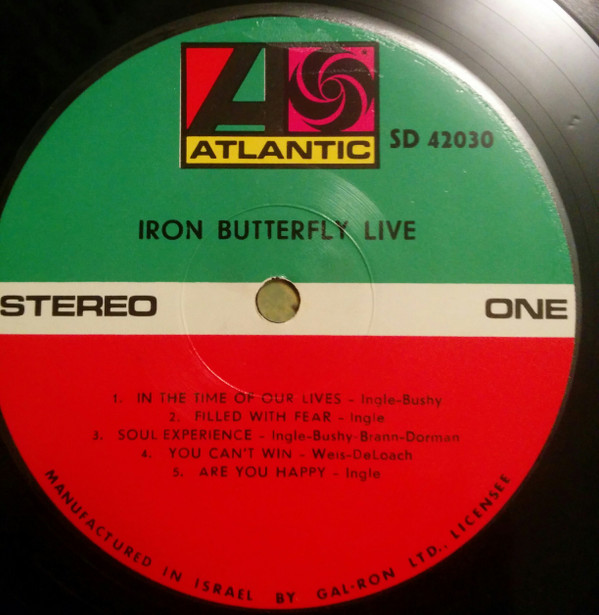 ATLANTIC
SD 42030
IRON BUTTERFLY LIVE
STEREO
ONE
1. IN THE TIME OF OUR LIVES - Ingle-Bushy
2. FILLED WITH FEAR - Ingle
3. SOUL EXPERIENCE - Ingle-Bushy-Brann-Dorman
4. YOU CAN'T WIN - Weis-DeLoach
5. ARE YOU HAPPY - Ingle
MANUFACTURED IN ISRAEL BY GAL-RON LTD., LICENSEE